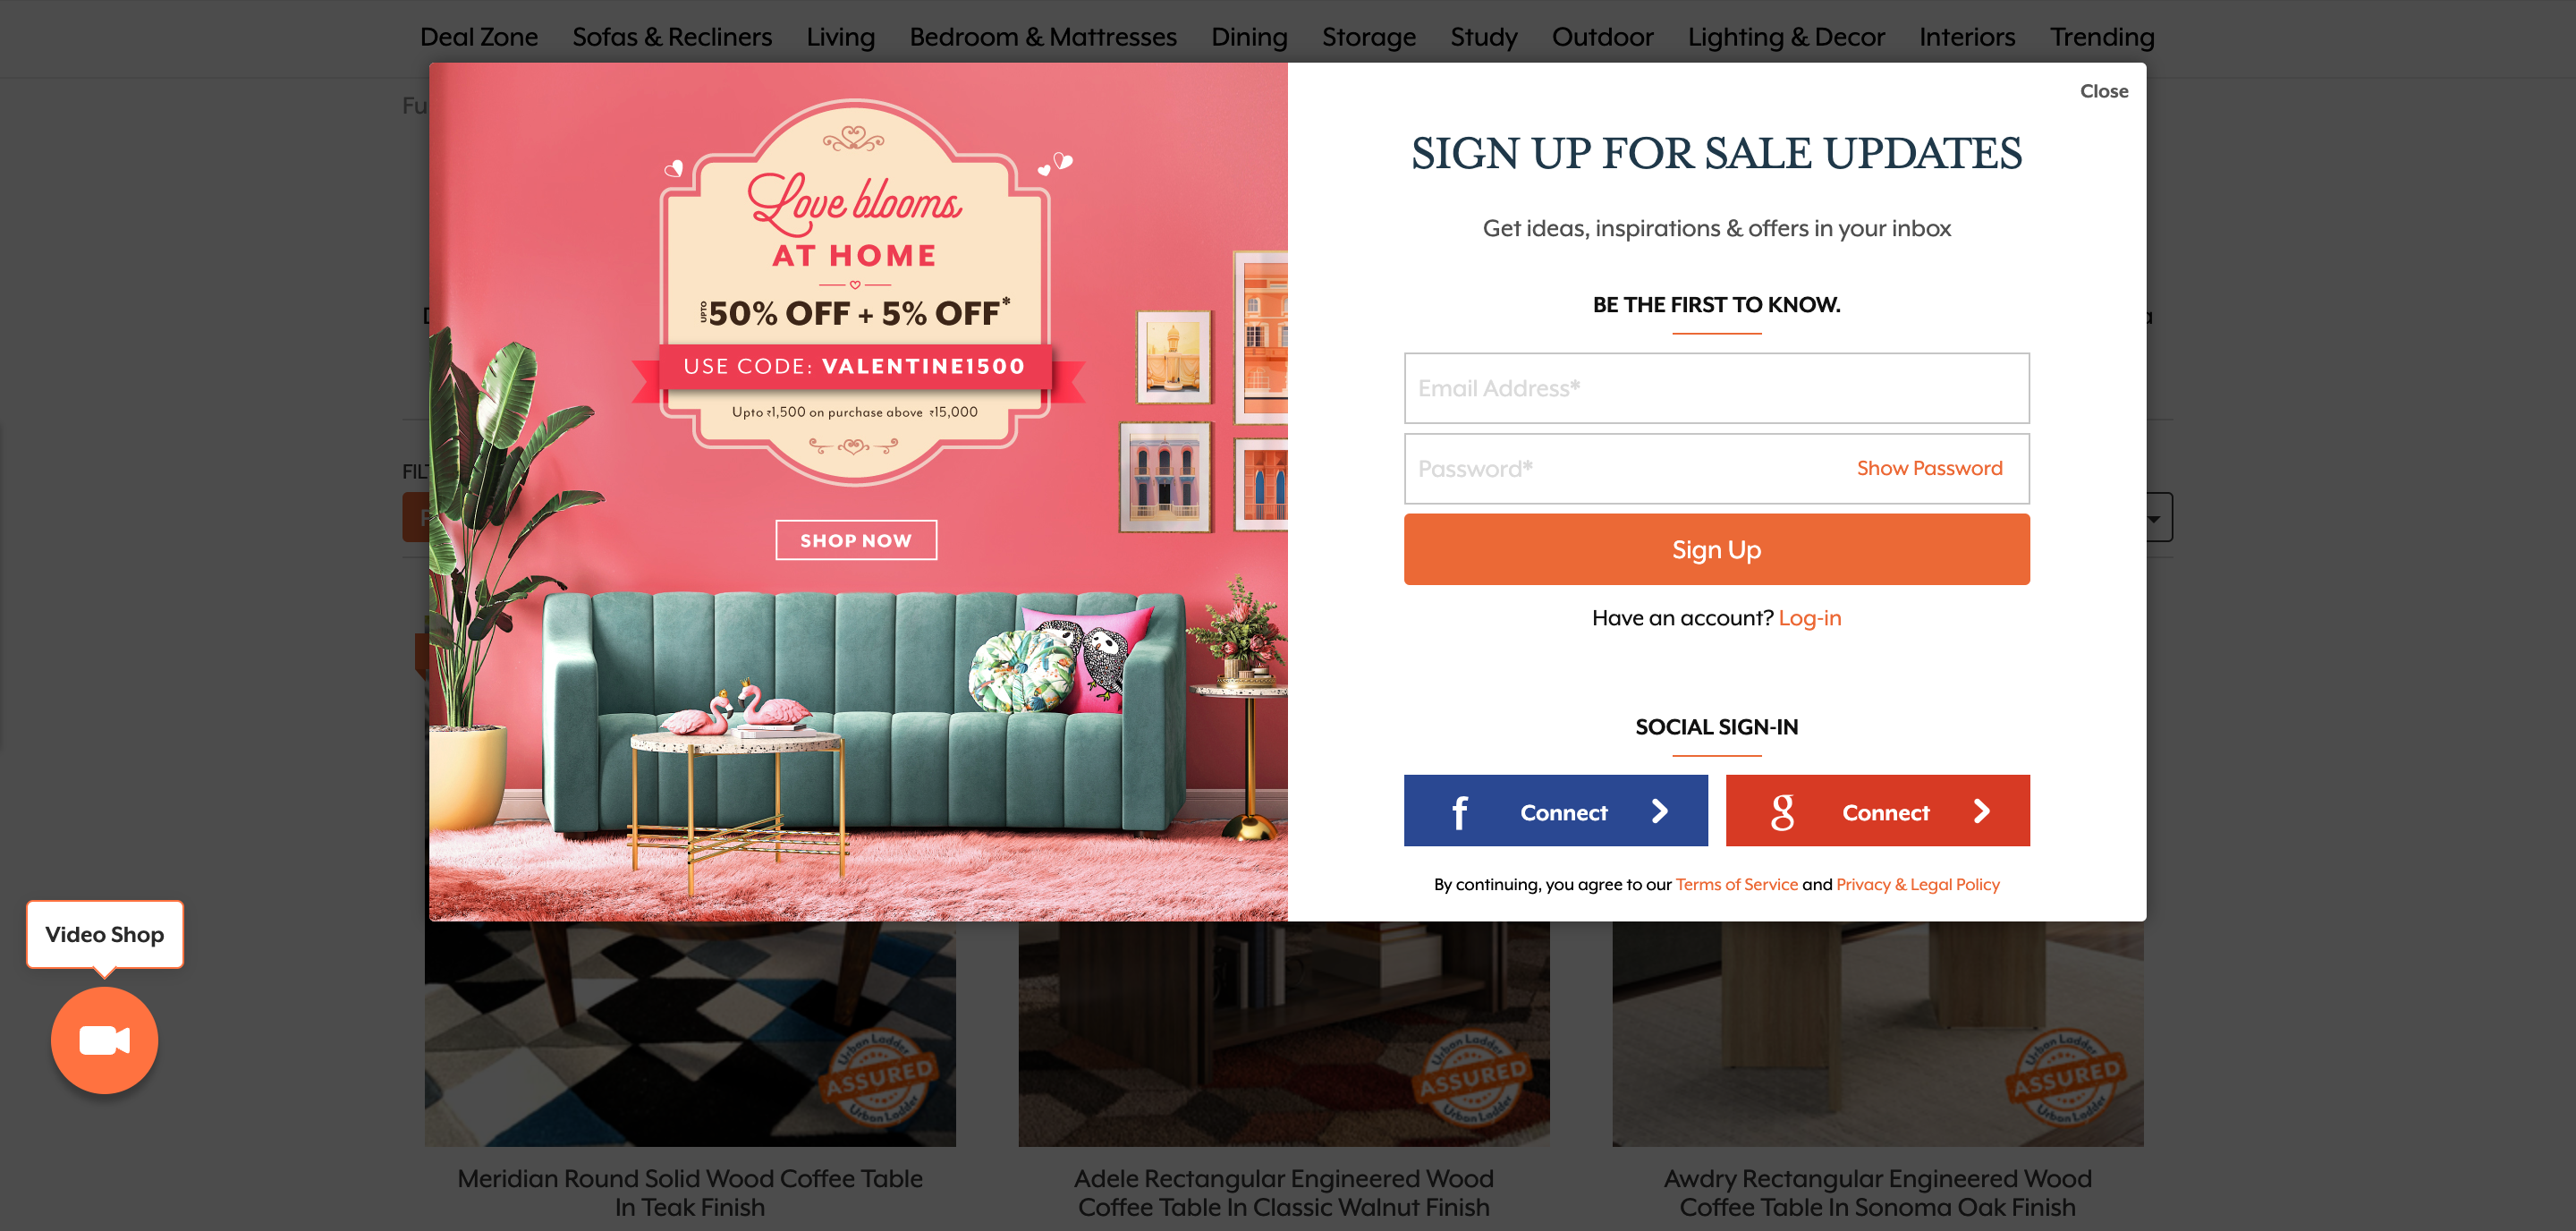 Deal Zone Sofas & Recliners Living Bedroom & Mattresses Dining Storage Study Outdoor Lighting & Decor Interiors Trending
Close
Love blooms
AT HOME
UPTO 50% OFF + 5% OFF*
USE CODE: VALENTINE1500
Upto ₹1,500 on purchase above ₹15,000
SHOP NOW
SIGN UP FOR SALE UPDATES
Get ideas, inspirations & offers in your inbox
BE THE FIRST TO KNOW.
Email Address*
Password* Show Password
Sign Up
Have an account? Log-in
SOCIAL SIGN-IN
f Connect
g Connect
By continuing, you agree to our Terms of Service and Privacy & Legal Policy
Video Shop
Urban Ladder
ASSURED
Urban Ladder
Urban Ladder
ASSURED
Urban Ladder
Urban Ladder
ASSURED
Urban Ladder
Meridian Round Solid Wood Coffee Table
In Teak Finish
Adele Rectangular Engineered Wood
Coffee Table In Classic Walnut Finish
Awdry Rectangular Engineered Wood
Coffee Table In Sonoma Oak Finish